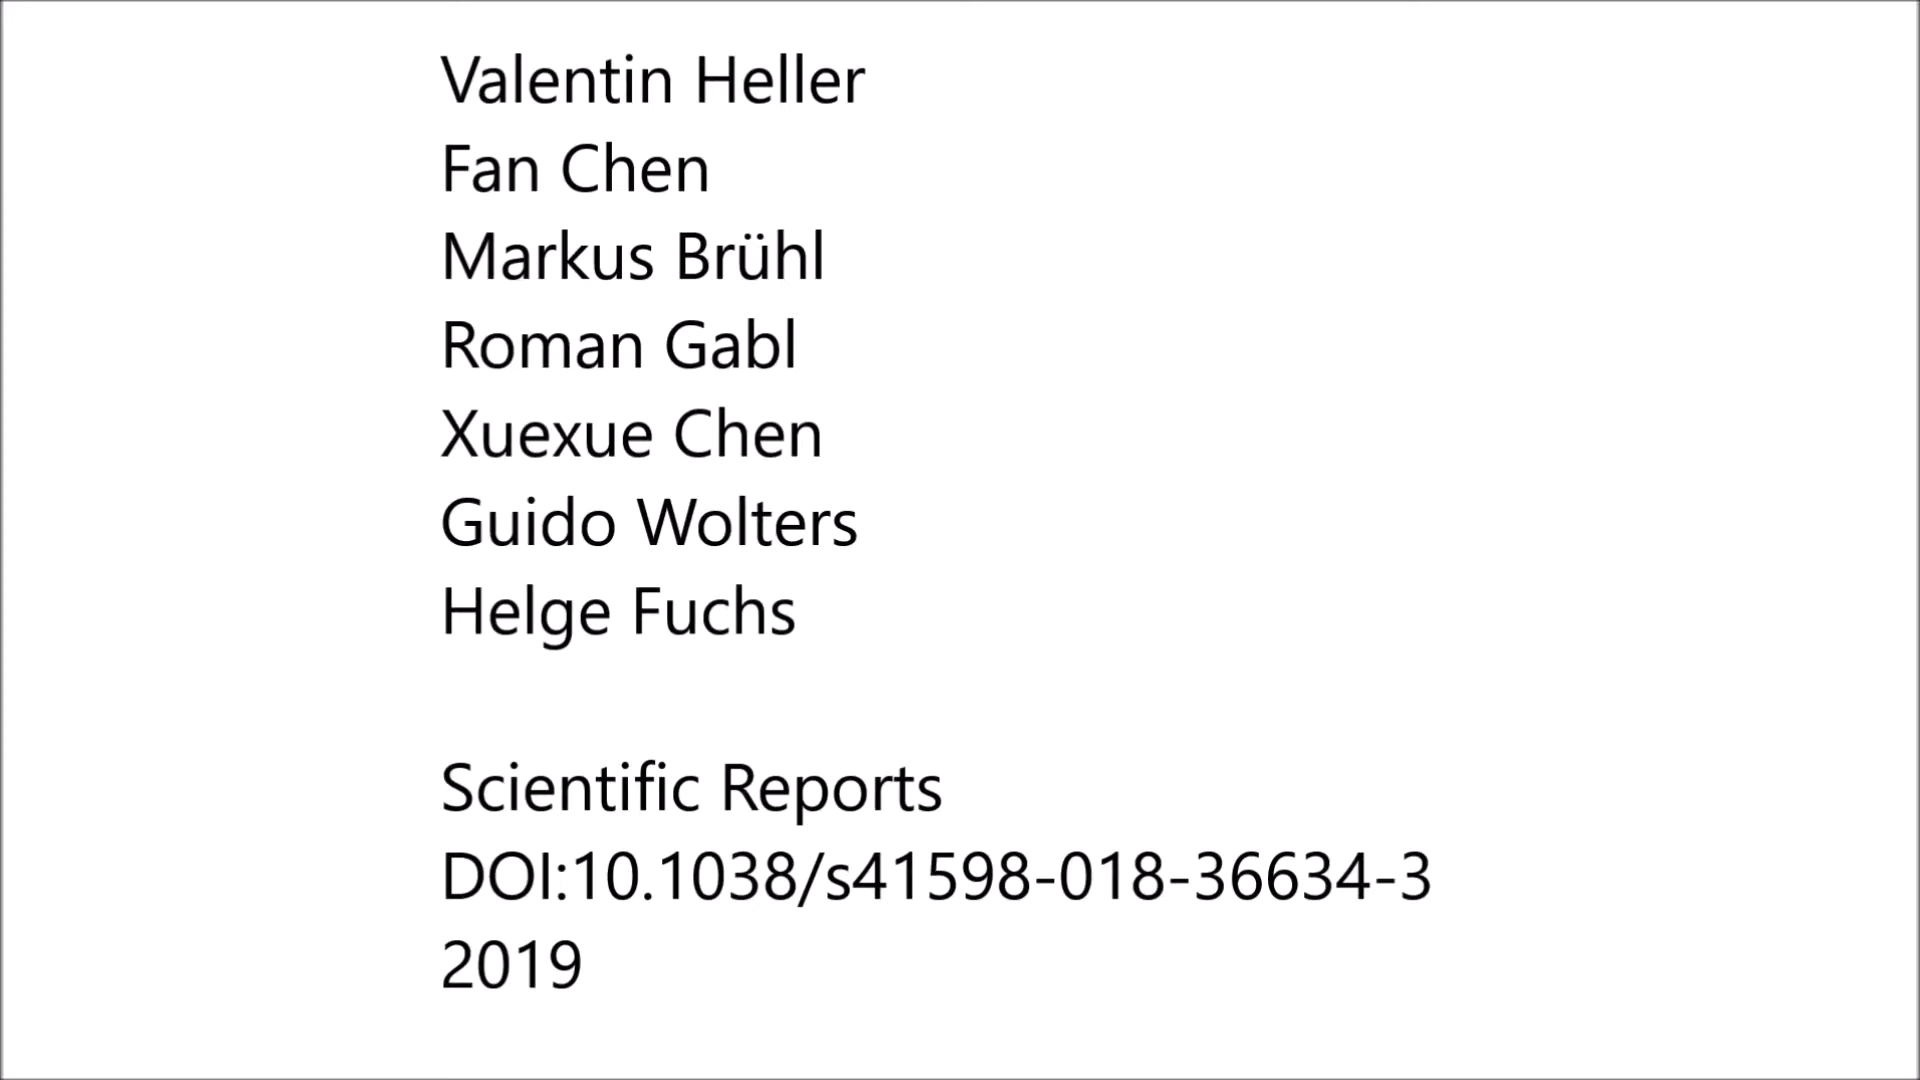 Valentin Heller
Fan Chen
Markus Brühl
Roman Gabl
Xuexue Chen
Guido Wolters
Helge Fuchs
Scientific Reports
DOI:10.1038/s41598-018-36634-3
2019